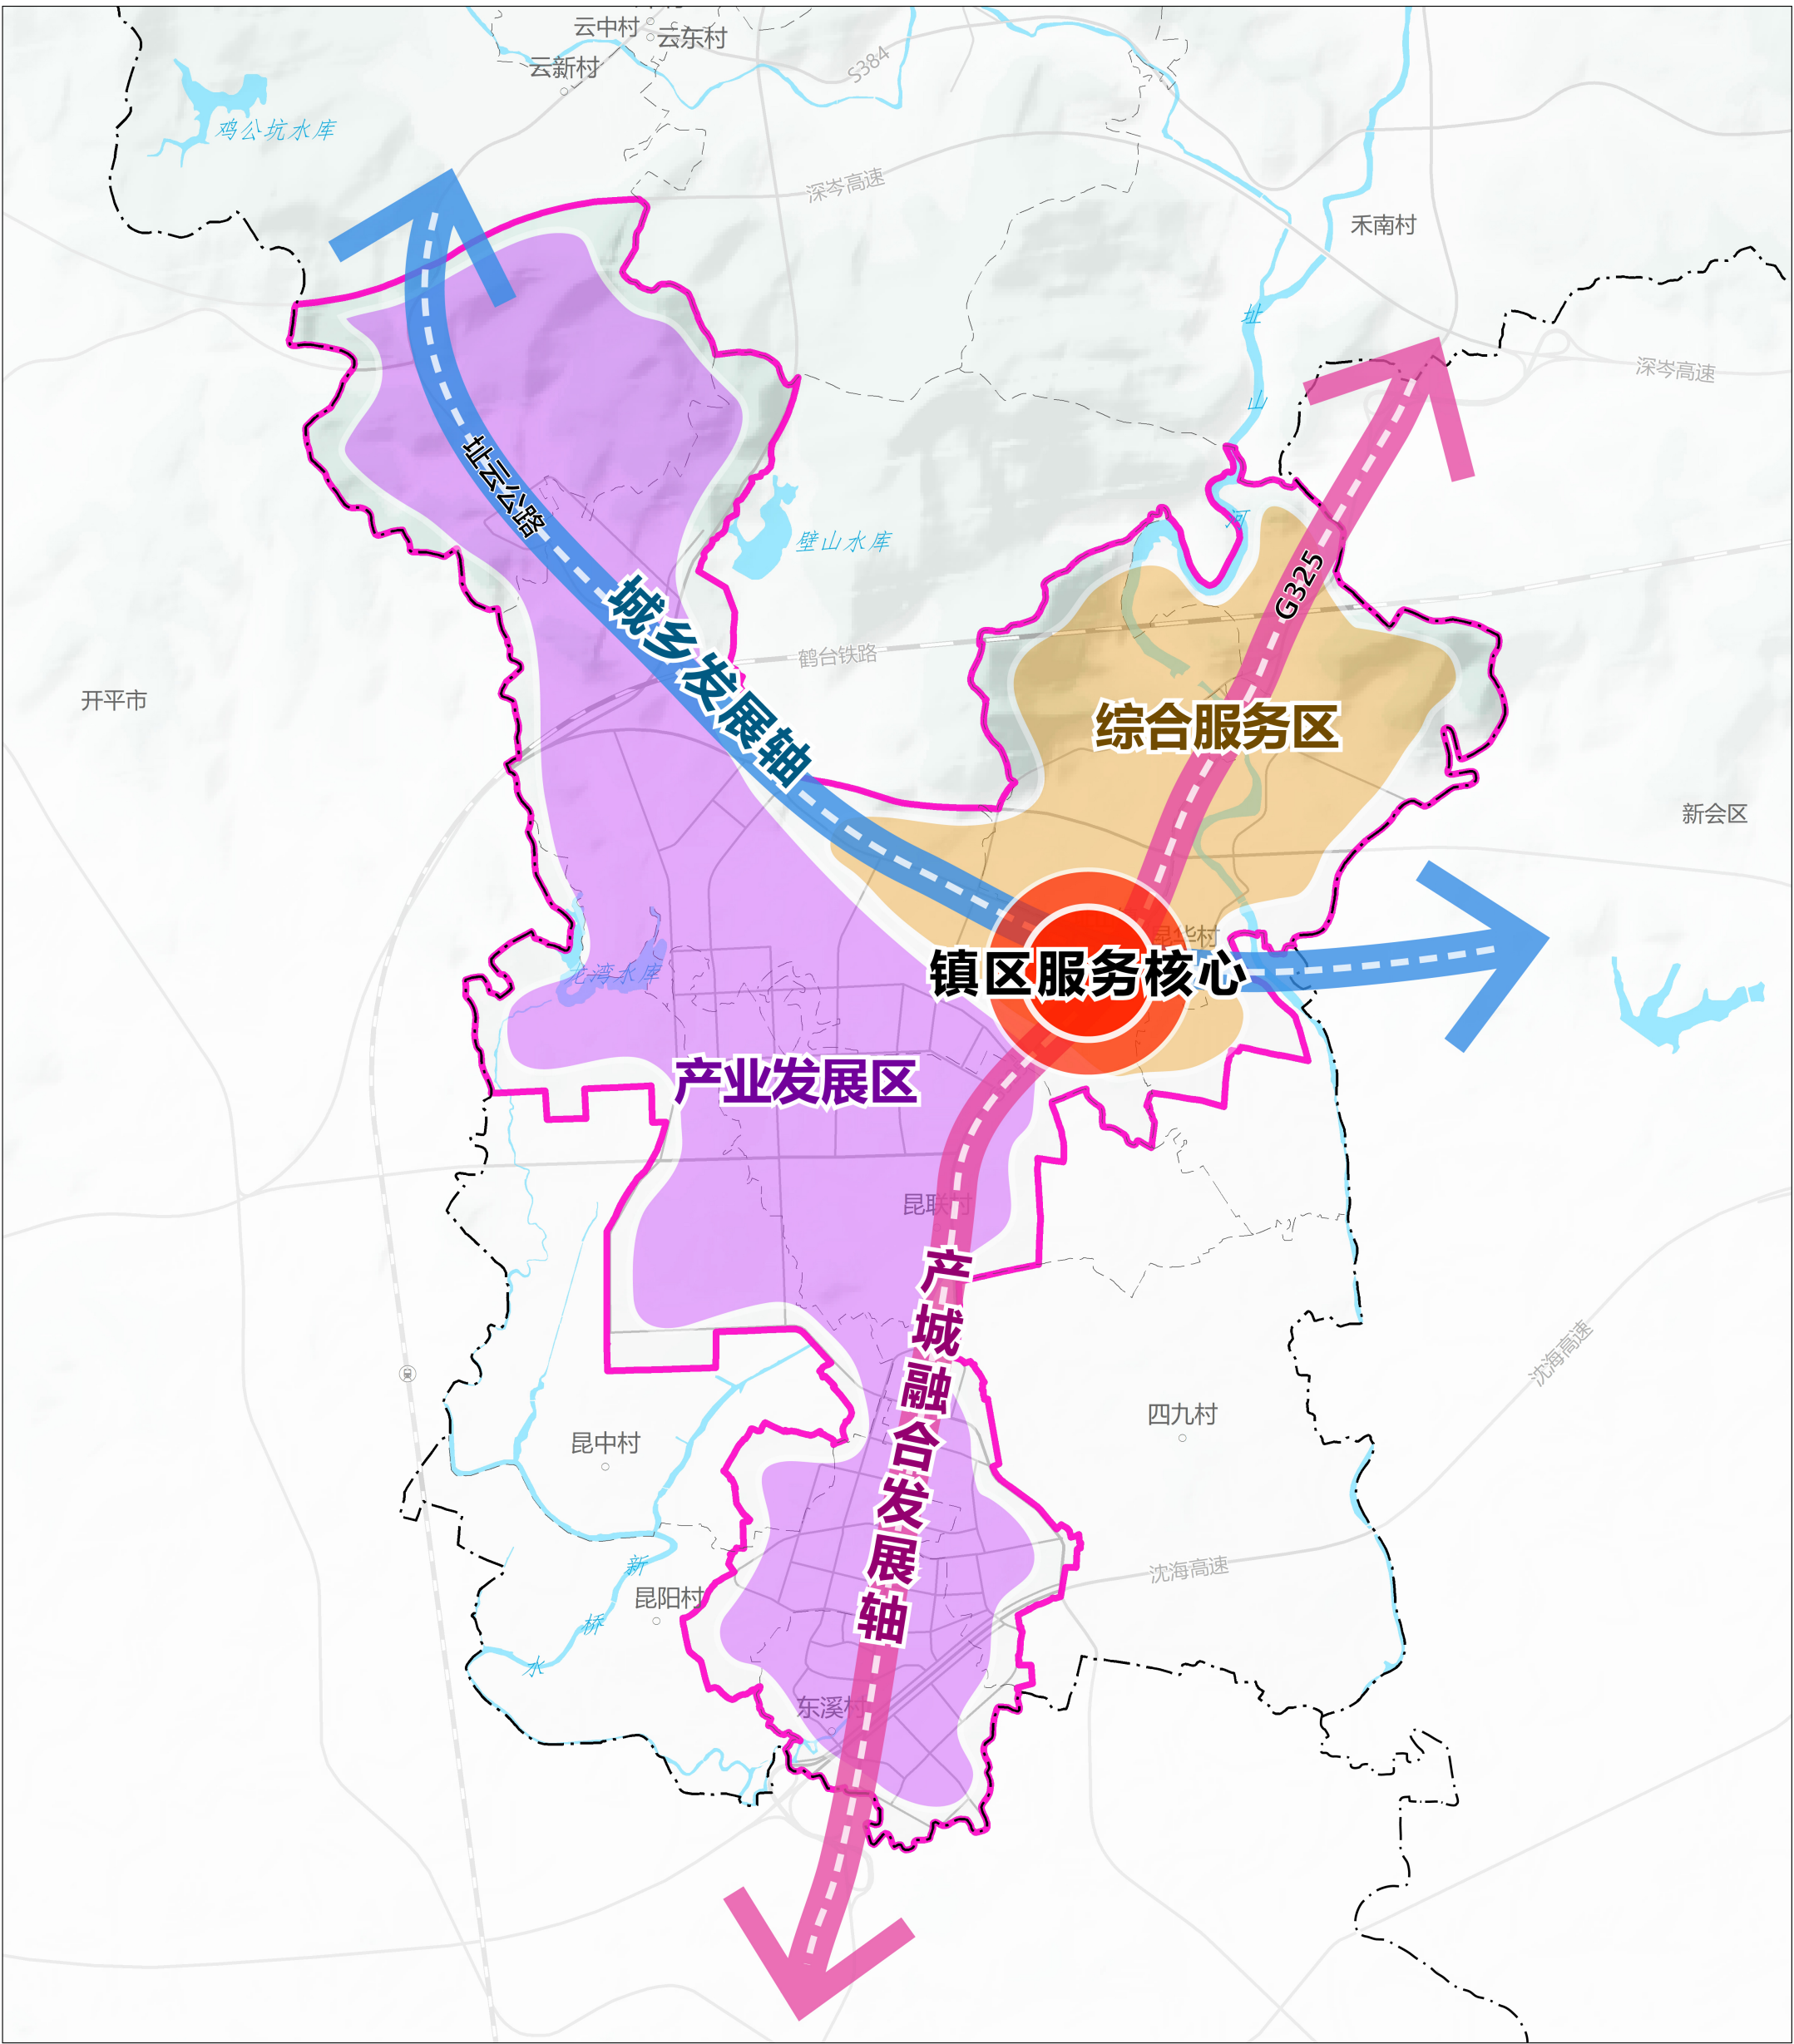 云中村
云东村
云新村
S384
鸡公坑水库
深岑高速
禾南村
址
山
河
深岑高速
址云公路
壁山水库
G325
城乡发展轴
鹤台铁路
开平市
综合服务区
新会区
昆华村
镇区服务核心
龙湾水库
产业发展区
昆联村
产城融合发展轴
沈海高速
四九村
昆中村
沈海高速
新
桥
水
昆阳村
东溪村